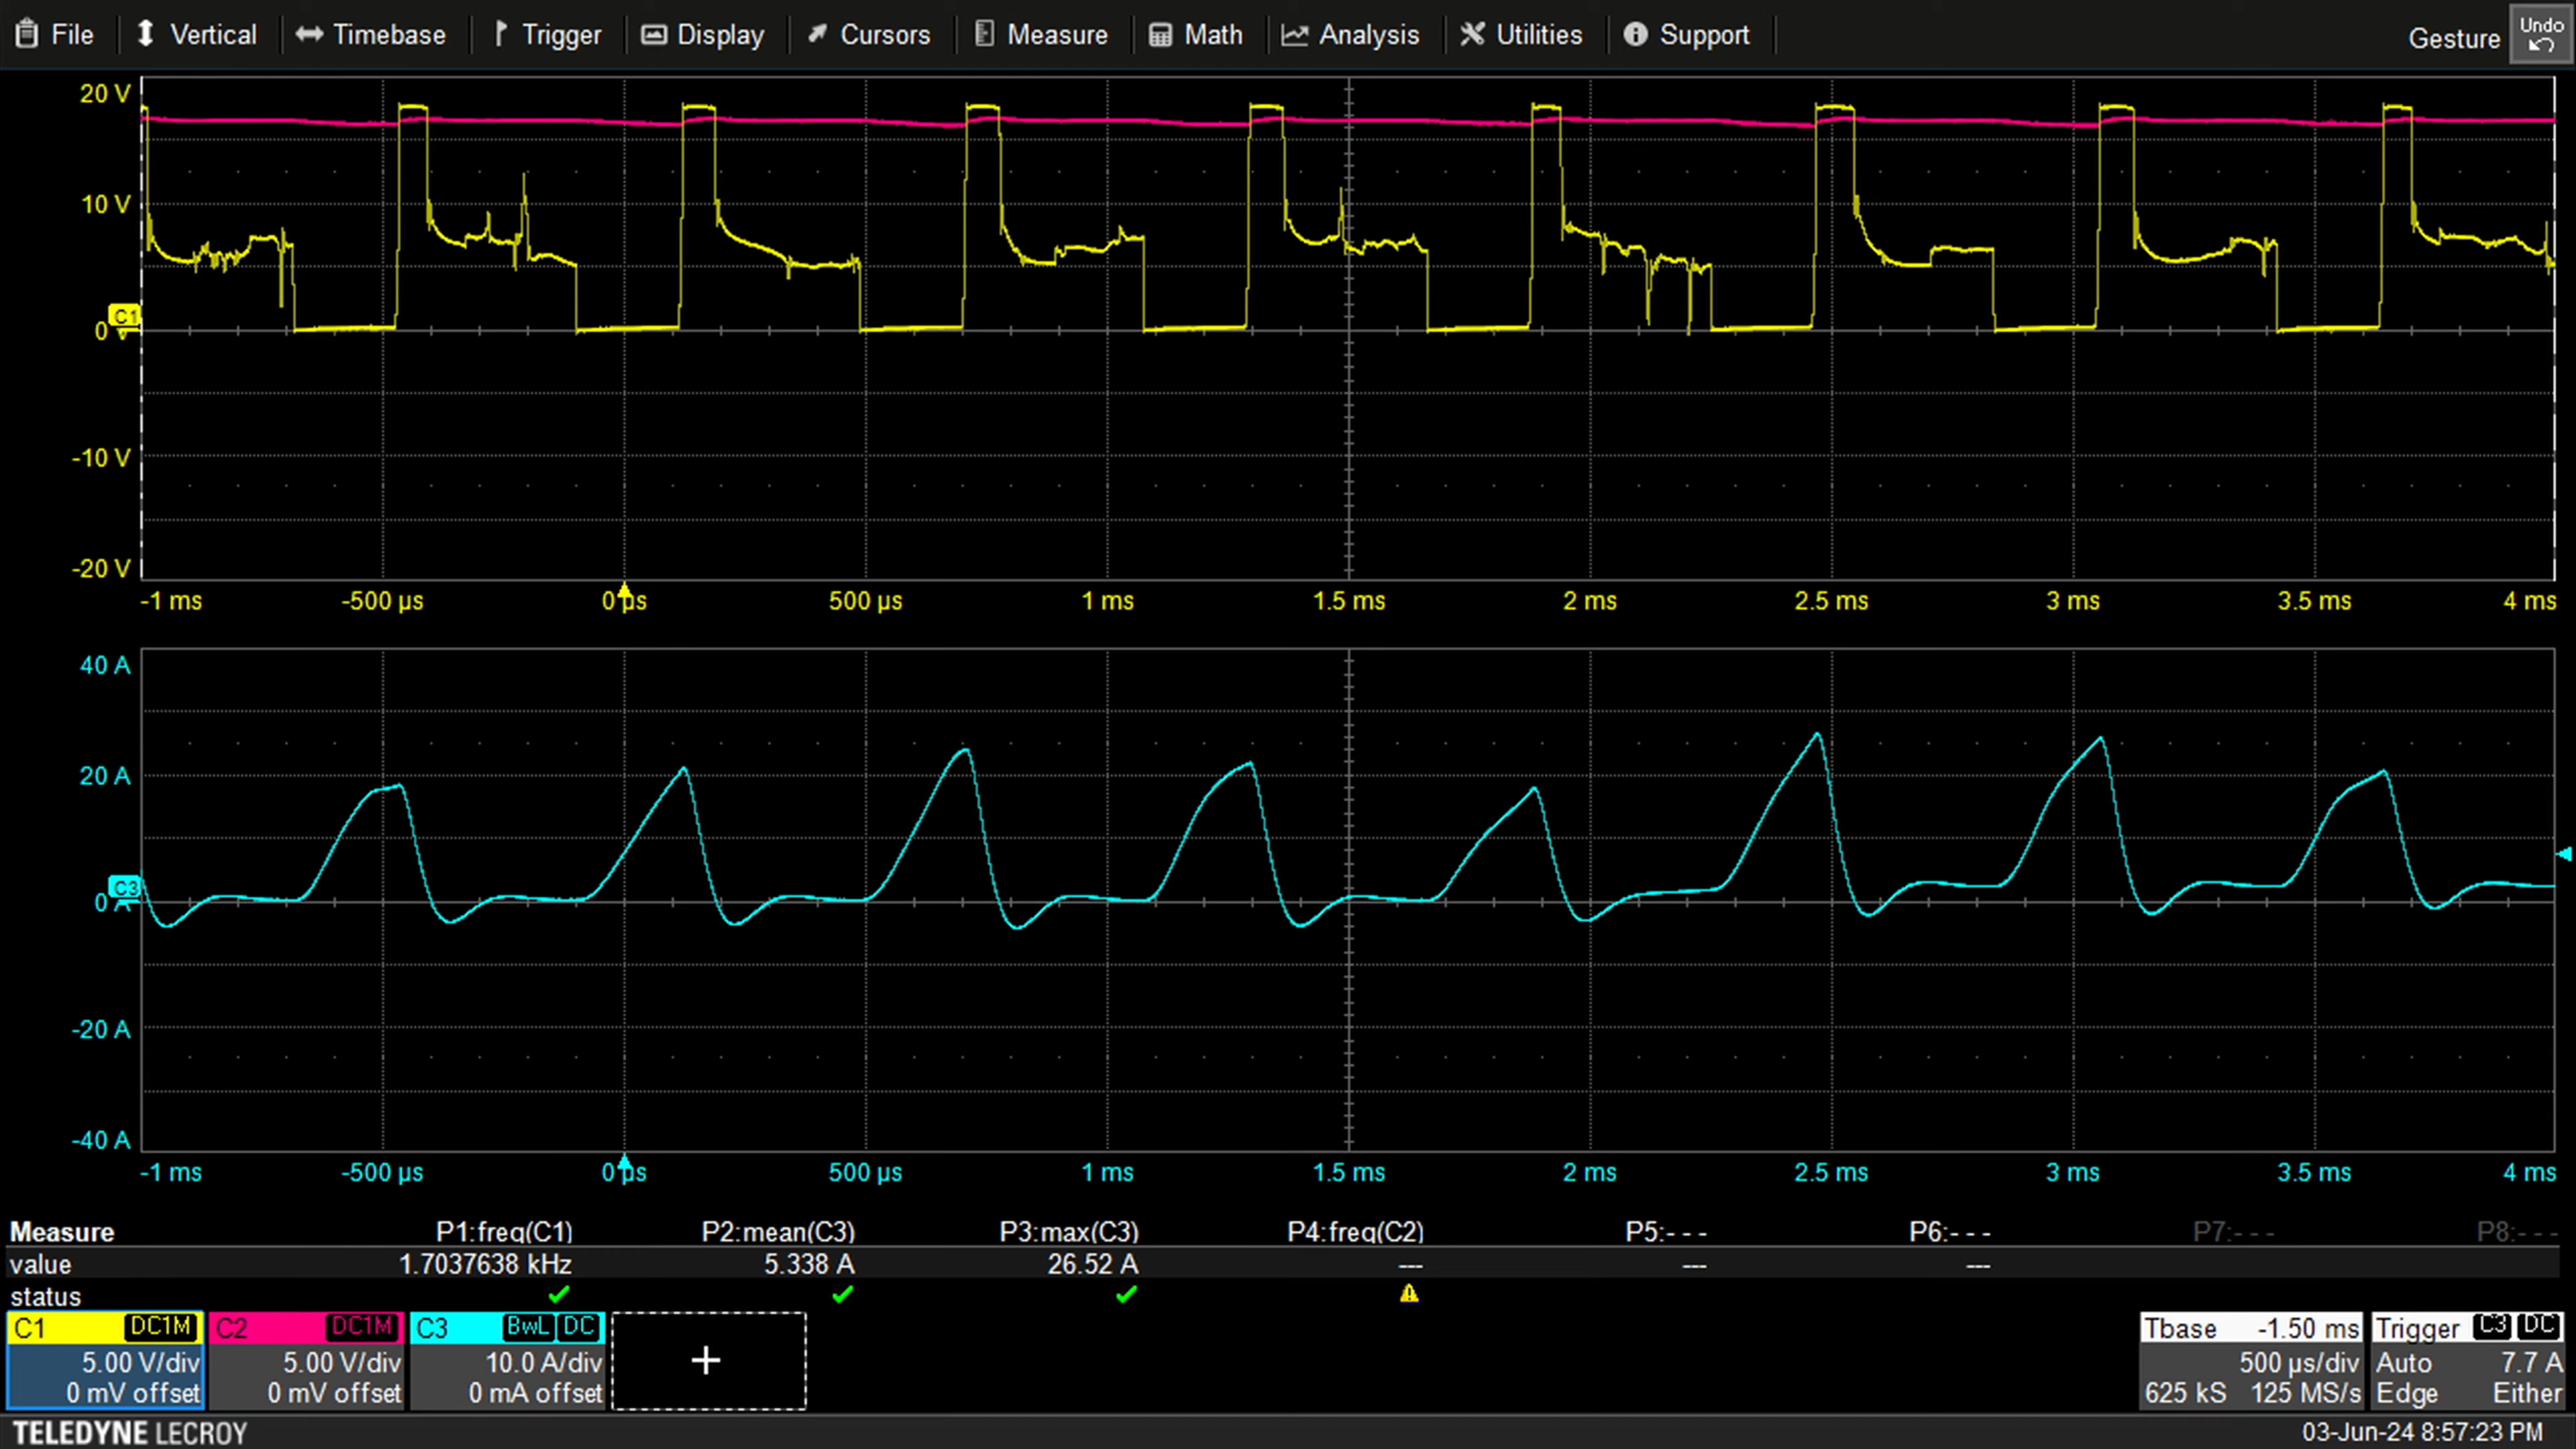 File Vertical Timebase Trigger Display Cursors Measure Math Analysis Utilities Support Gesture Undo
20 V
10 V
C1
0 V
-10 V
-20 V
-1 ms -500 µs 0 µs 500 µs 1 ms 1.5 ms 2 ms 2.5 ms 3 ms 3.5 ms 4 ms
40 A
20 A
C3
0 A
-20 A
-40 A
-1 ms -500 µs 0 µs 500 µs 1 ms 1.5 ms 2 ms 2.5 ms 3 ms 3.5 ms 4 ms
Measure P1:freq(C1) P2:mean(C3) P3:max(C3) P4:freq(C2) P5:- - - P6:- - - P7:- - - P8:- - -
value 1.7037638 kHz 5.338 A 26.52 A --- --- ---
status
C1 DC1M C2 DC1M C3 BwL DC Tbase -1.50 ms Trigger C3 DC
5.00 V/div 5.00 V/div 10.0 A/div + 500 µs/div Auto 7.7 A
0 mV offset 0 mV offset 0 mA offset 625 kS 125 MS/s Edge Either
TELEDYNE LECROY 03-Jun-24 8:57:23 PM